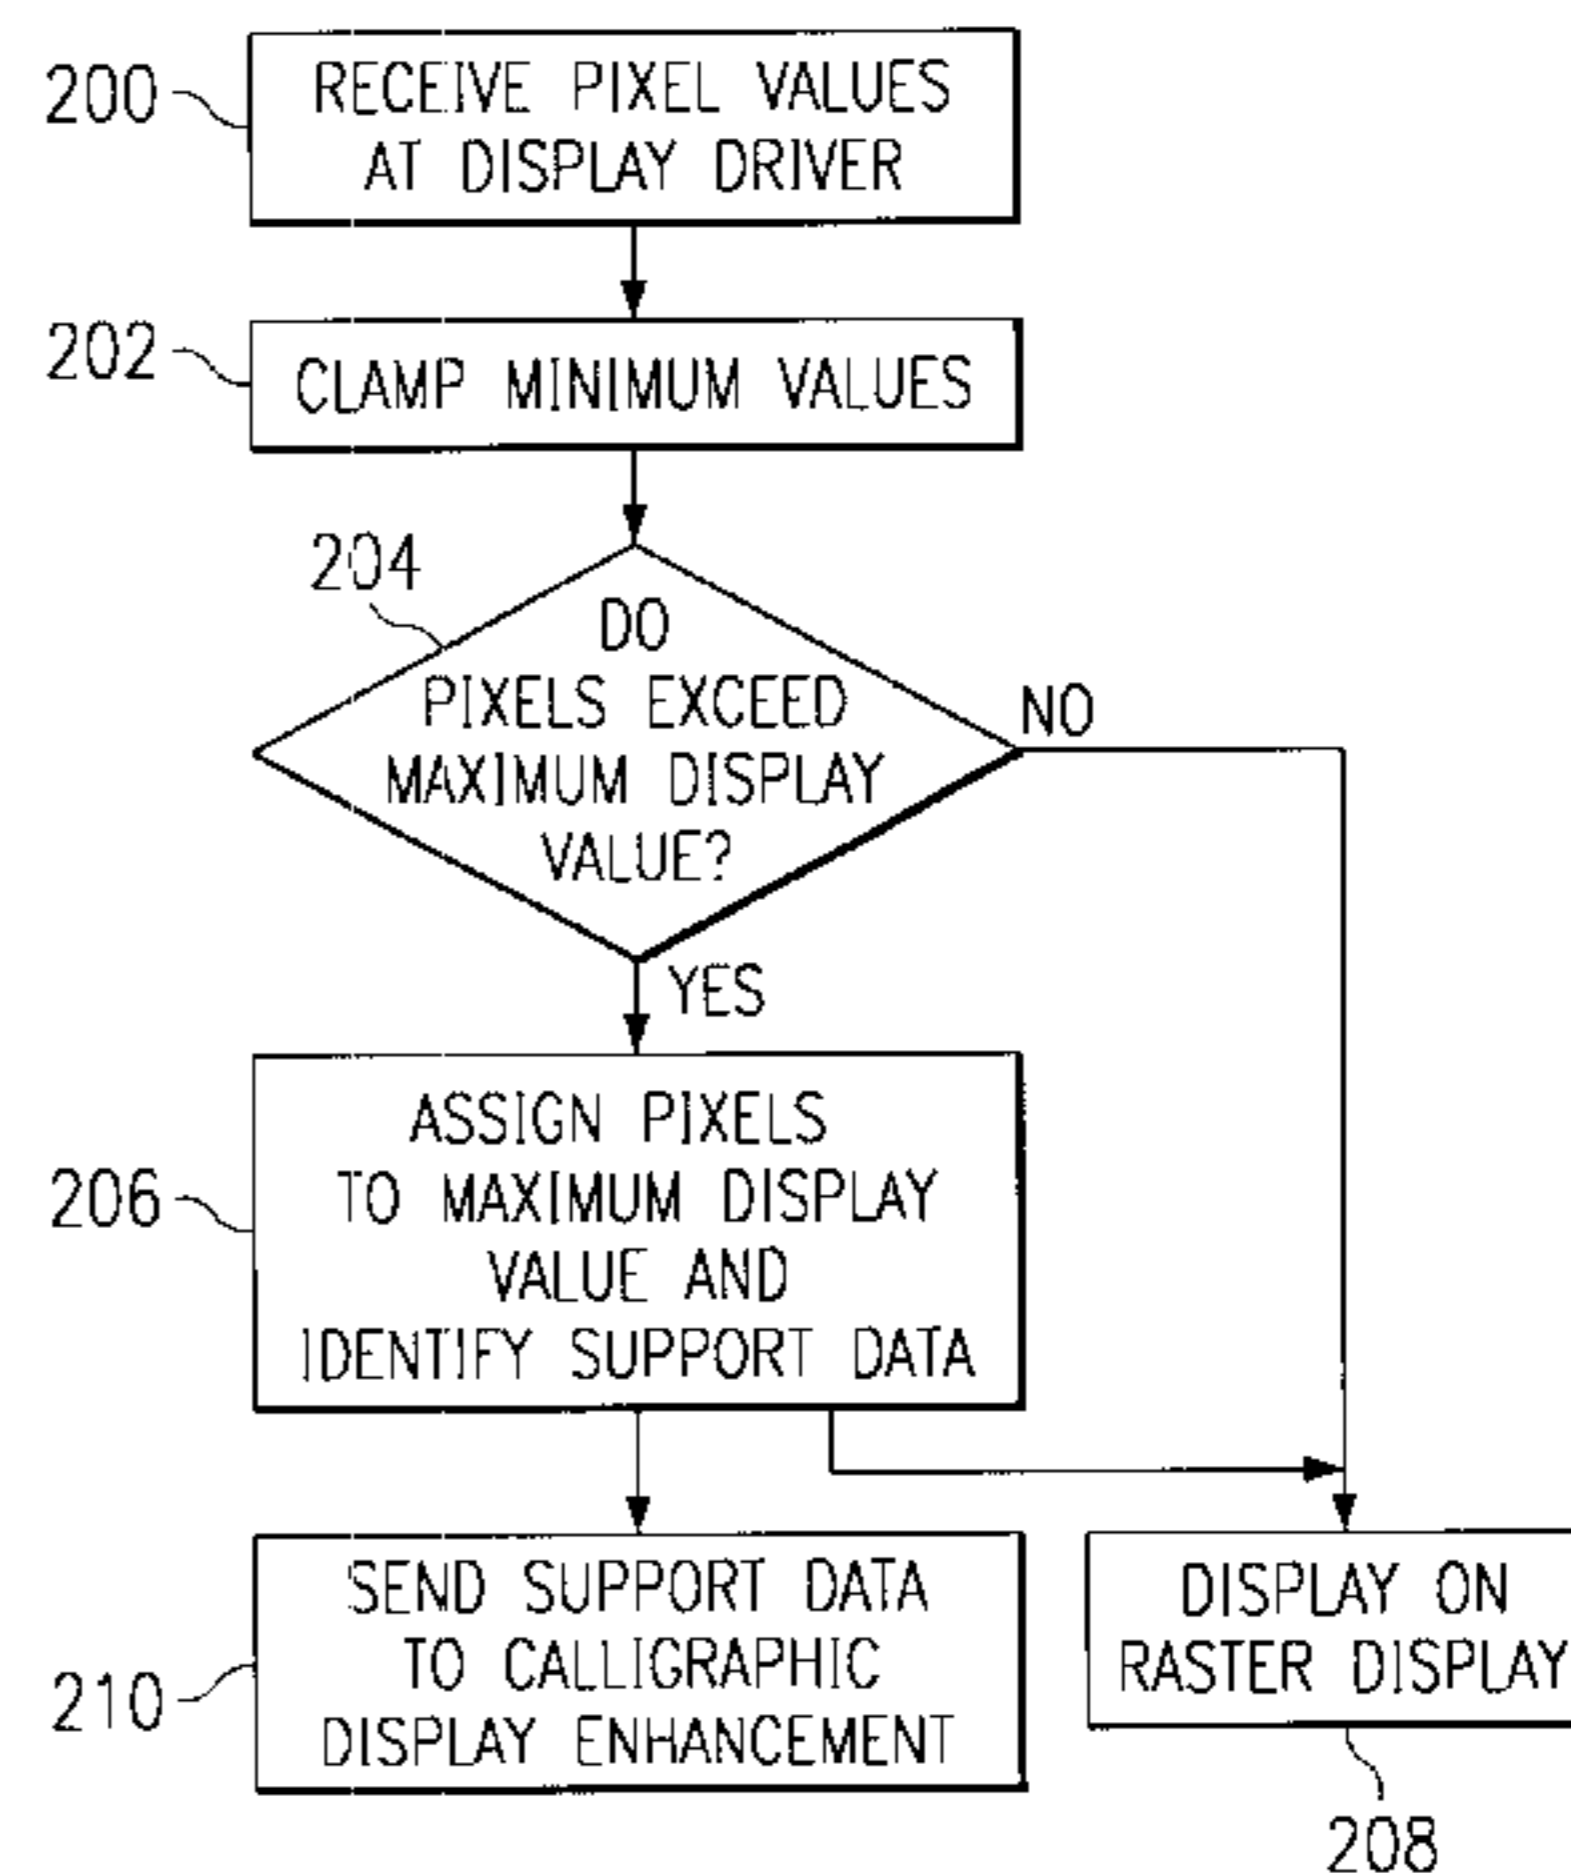 200
RECEIVE PIXEL VALUES
AT DISPLAY DRIVER
202
CLAMP MINIMUM VALUES
204
DO
PIXELS EXCEED
MAXIMUM DISPLAY
VALUE?
NO
YES
206
ASSIGN PIXELS
TO MAXIMUM DISPLAY
VALUE AND
IDENTIFY SUPPORT DATA
210
SEND SUPPORT DATA
TO CALLIGRAPHIC
DISPLAY ENHANCEMENT
DISPLAY ON
RASTER DISPLAY
208